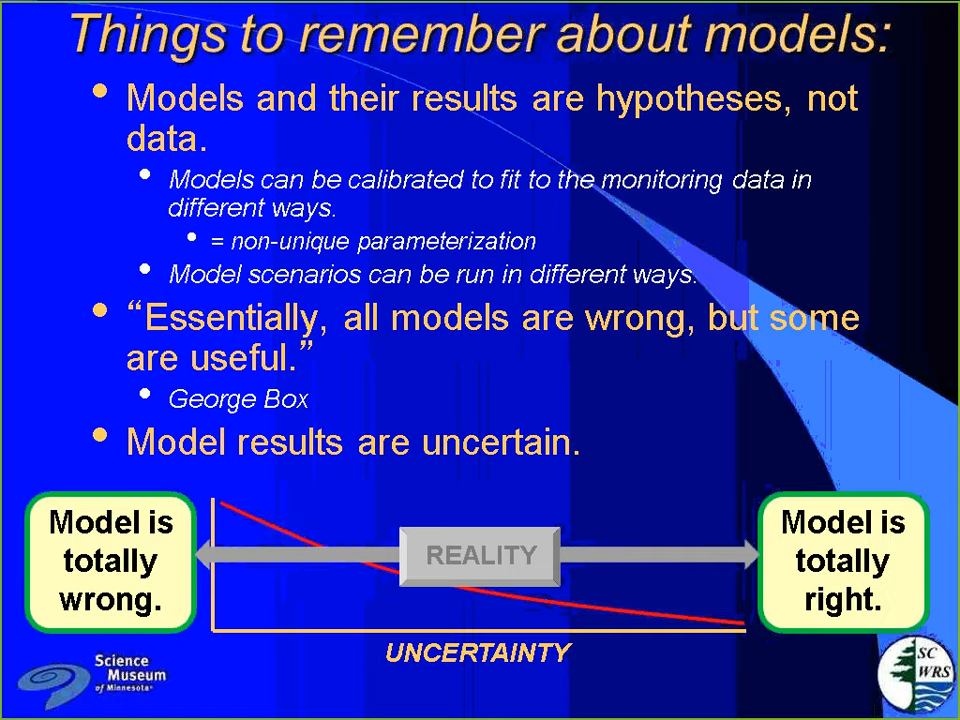 Things to remember about models:
• Models and their results are hypotheses, not
data.
• Models can be calibrated to fit to the monitoring data in
different ways.
• = non-unique parameterization
• Model scenarios can be run in different ways.
• “Essentially, all models are wrong, but some
are useful.”
• George Box
• Model results are uncertain.
Model is
totally
wrong.
REALITY
Model is
totally
right.
UNCERTAINTY
Science
Museum
of Minnesota®
SC
WRS